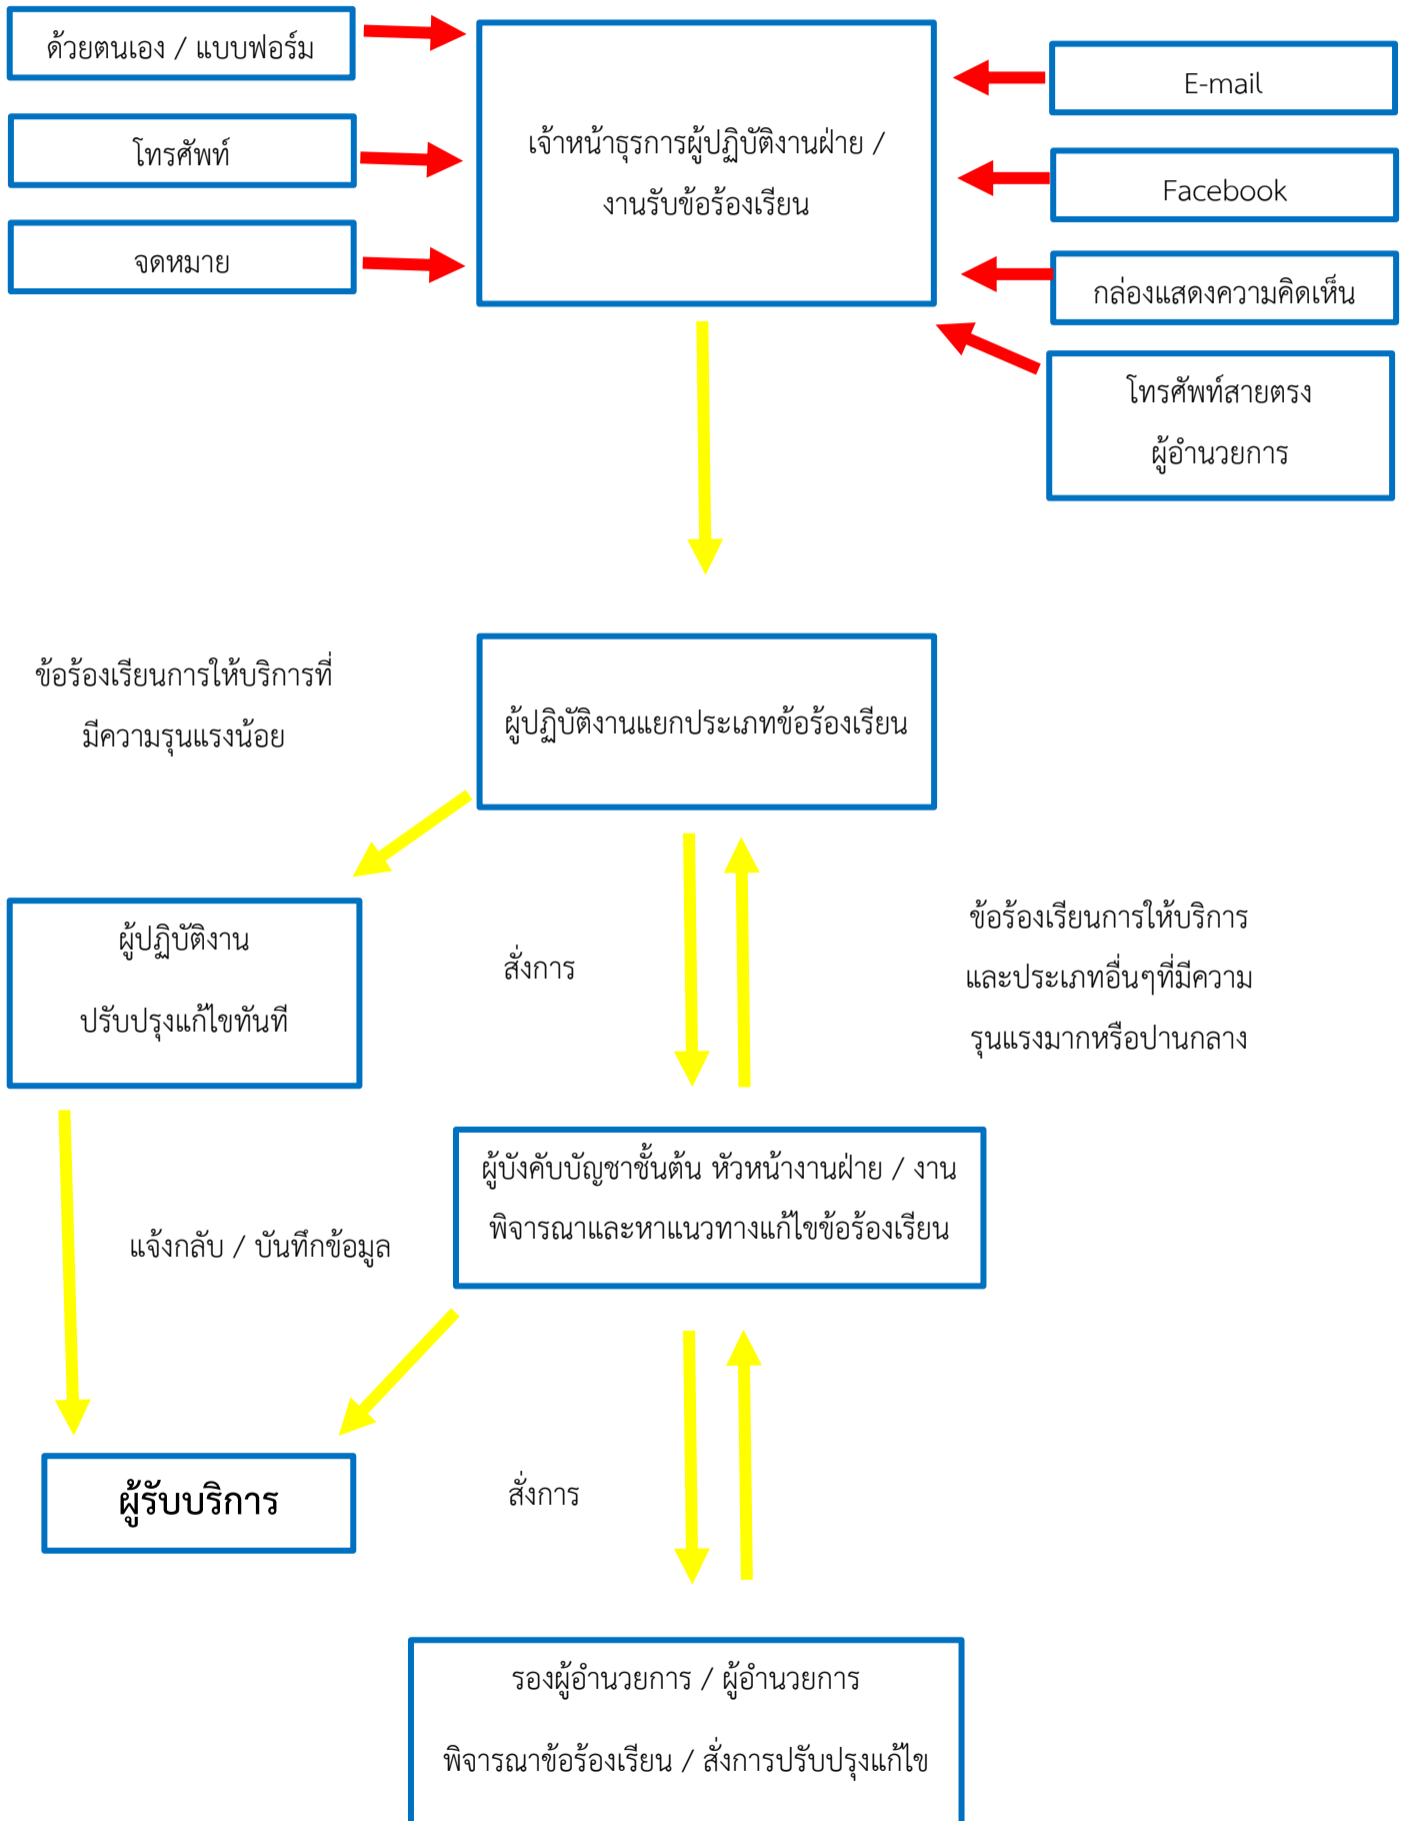 ด้วยตนเอง / แบบฟอร์ม
โทรศัพท์
จดหมาย
เจ้าหน้าธุรการผู้ปฏิบัติงานฝ่าย /
งานรับข้อร้องเรียน
E-mail
Facebook
กล่องแสดงความคิดเห็น
โทรศัพท์สายตรง
ผู้อำนวยการ
ข้อร้องเรียนการให้บริการที่
มีความรุนแรงน้อย
ผู้ปฏิบัติงานแยกประเภทข้อร้องเรียน
ผู้ปฏิบัติงาน
ปรับปรุงแก้ไขทันที
สั่งการ
ข้อร้องเรียนการให้บริการ
และประเภทอื่นๆที่มีความ
รุนแรงมากหรือปานกลาง
ผู้บังคับบัญชาชั้นต้น หัวหน้างานฝ่าย / งาน
พิจารณาและหาแนวทางแก้ไขข้อร้องเรียน
แจ้งกลับ / บันทึกข้อมูล
ผู้รับบริการ
สั่งการ
รองผู้อำนวยการ / ผู้อำนวยการ
พิจารณาข้อร้องเรียน / สั่งการปรับปรุงแก้ไข